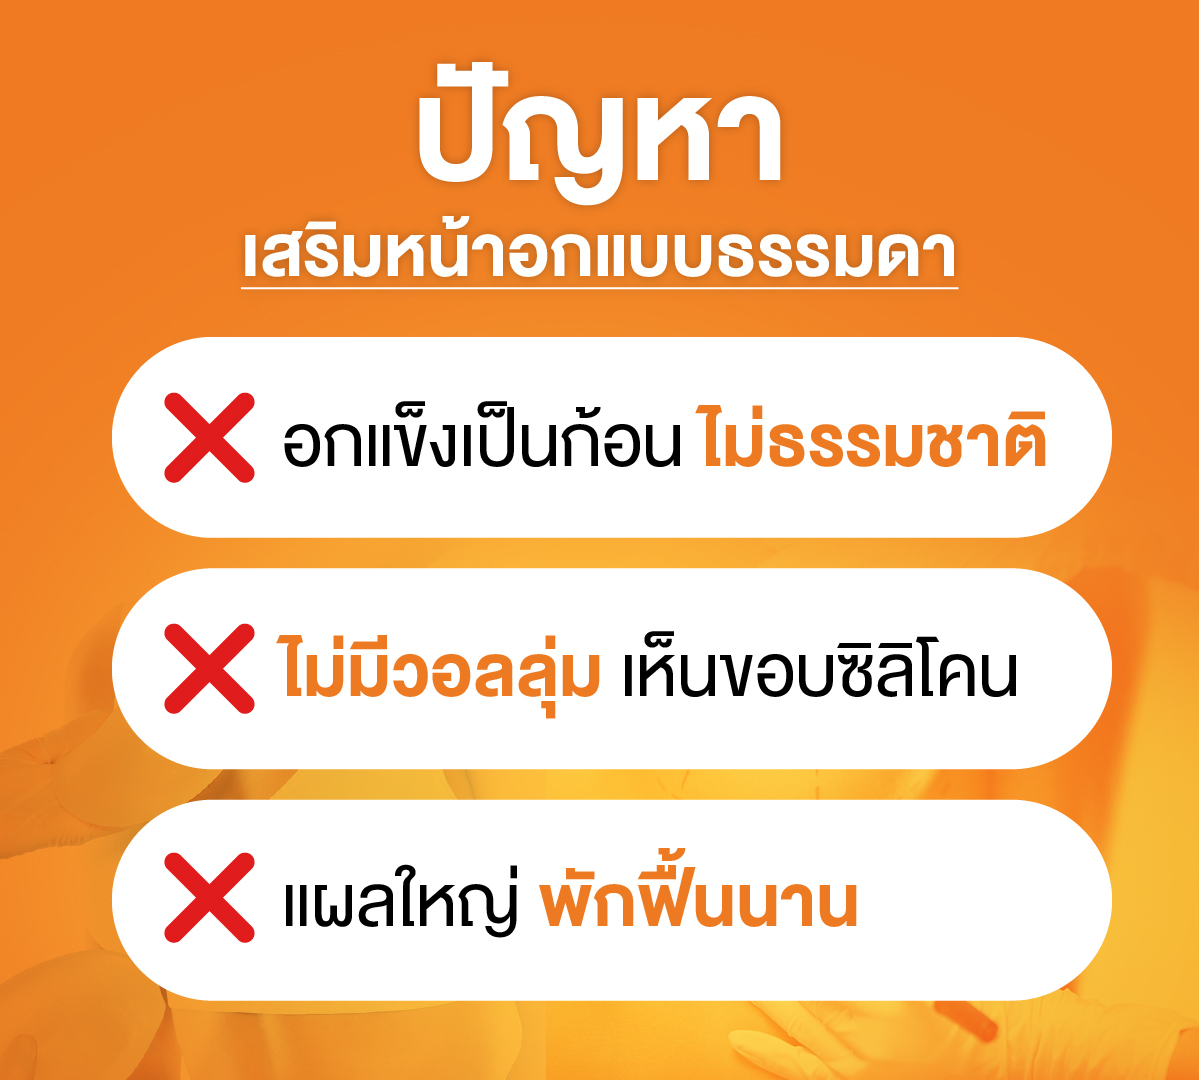 ปัญหา
เสริมหน้าอกแบบธรรมดา
อกแข็งเป็นก้อน ไม่ธรรมชาติ
ไม่มีวอลลุ่ม เห็นขอบซิลิโคน
แผลใหญ่ พักฟื้นนาน